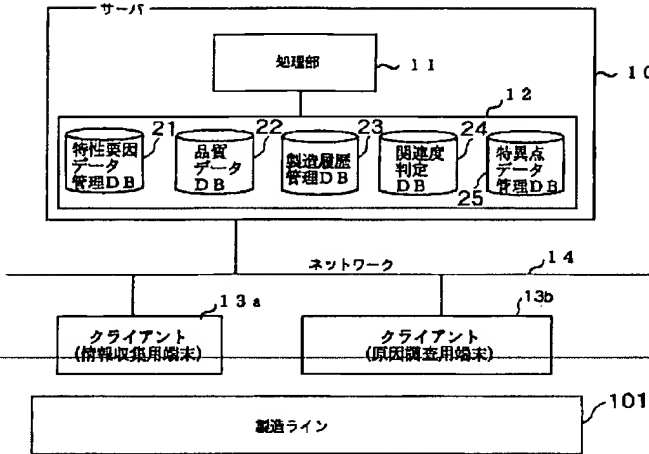 サーバ
処理部
11
10
12
特性要因
データ
管理DB
21
品質
データ
DB
22
製造履歴
管理DB
23
関連度
判定
DB
24
特異点
データ
管理DB
25
ネットワーク
14
13a
クライアント
(情報収集用端末)
13b
クライアント
(原因調査用端末)
製造ライン
101